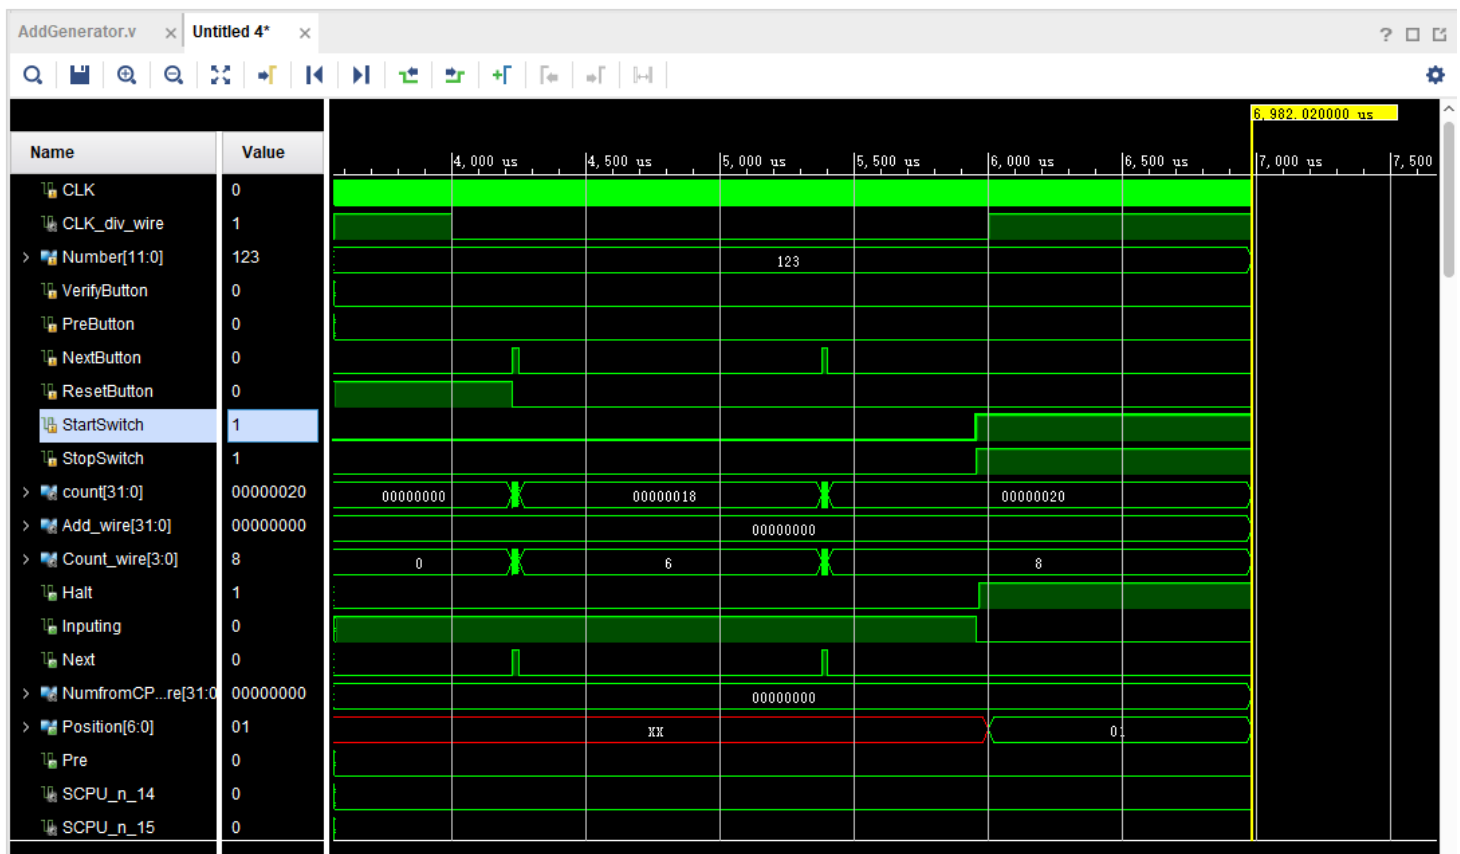 AddGenerator.v × Untitled 4* ×
?
6,982.020000 us
Name Value
4,000 us 4,500 us 5,000 us 5,500 us 6,000 us 6,500 us 7,000 us 7,500
CLK 0
CLK_div_wire 1
Number[11:0] 123 123
VerifyButton 0
PreButton 0
NextButton 0
ResetButton 0
StartSwitch 1
StopSwitch 1
count[31:0] 00000020 00000000 00000018 00000020
Add_wire[31:0] 00000000 00000000
Count_wire[3:0] 8 0 6 8
Halt 1
Inputing 0
Next 0
NumfromCP...re[31:0 00000000 00000000
Position[6:0] 01 XX 01
Pre 0
SCPU_n_14 0
SCPU_n_15 0